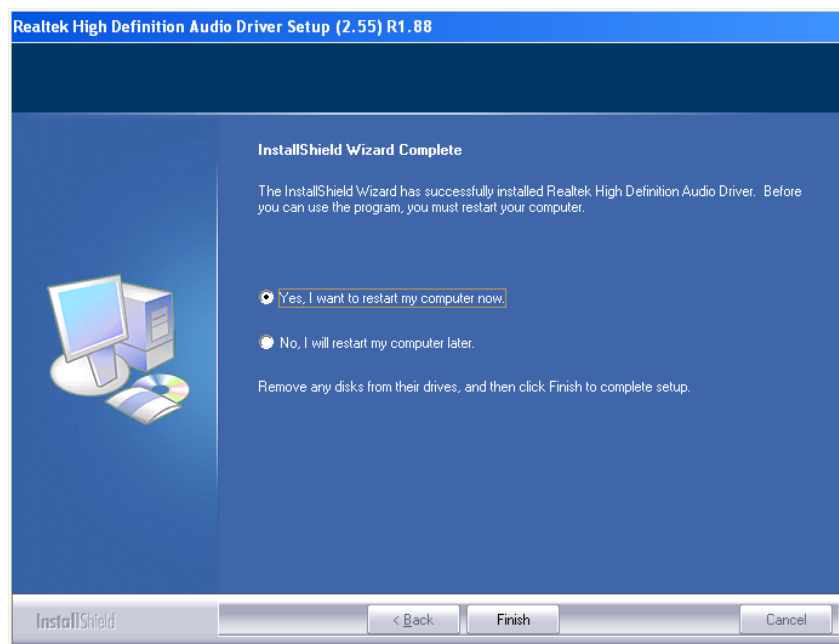 Realtek High Definition Audio Driver Setup (2.55) R1.88
InstallShield Wizard Complete
The InstallShield Wizard has successfully installed Realtek High Definition Audio Driver. Before
you can use the program, you must restart your computer.
Yes, I want to restart my computer now.
No, I will restart my computer later.
Remove any disks from their drives, and then click Finish to complete setup.
InstallShield
< Back
Finish
Cancel